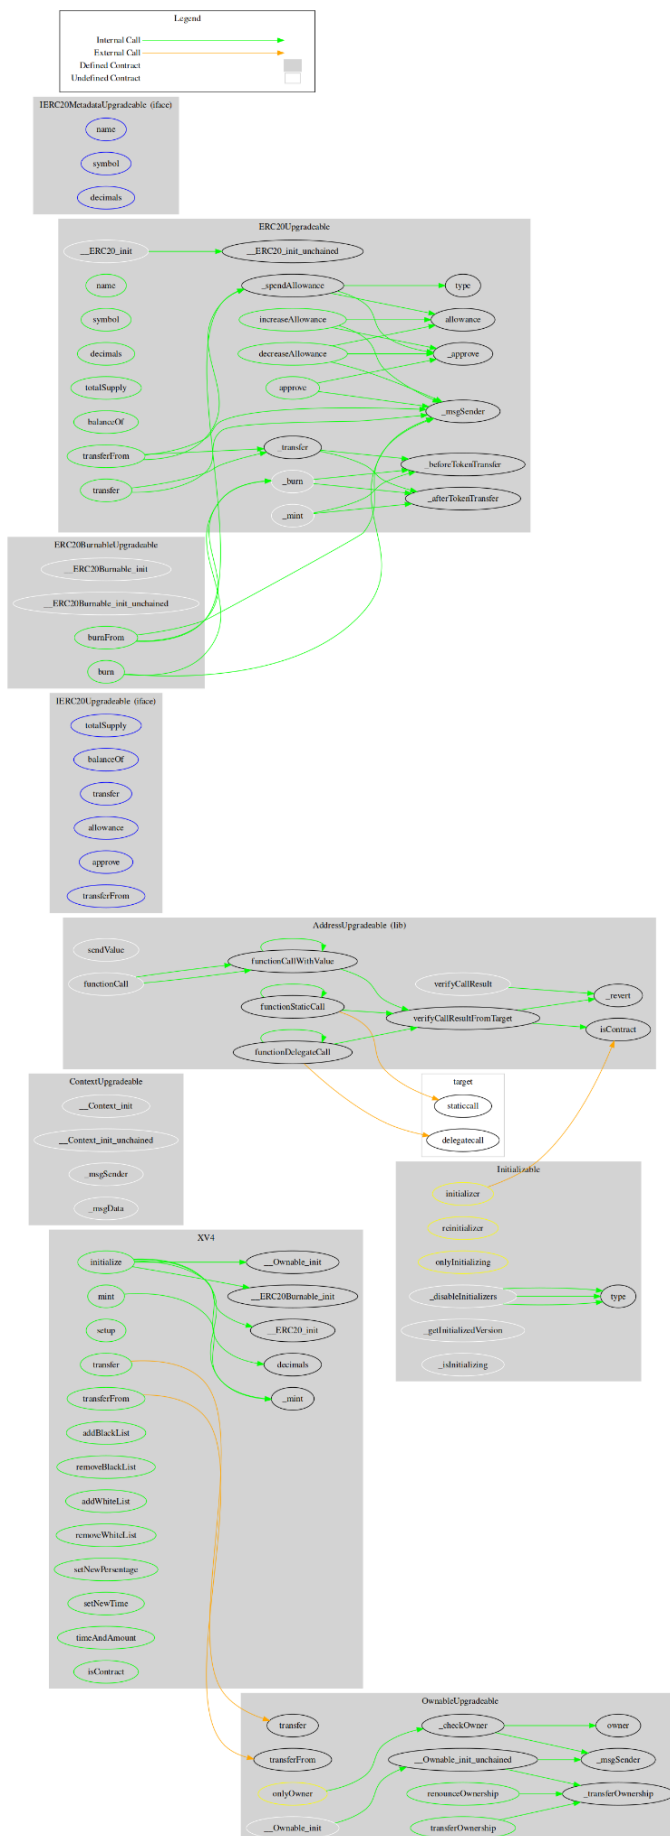 Legend
Internal Call
External Call
Defined Contract
Undefined Contract
IERC20MetadataUpgradeable (iface)
name
symbol
decimals
ERC20Upgradeable
__ERC20_init
__ERC20_init_unchained
name
_spendAllowance
type
symbol
increaseAllowance
allowance
decimals
decreaseAllowance
_approve
totalSupply
approve
_msgSender
balanceOf
transferFrom
_transfer
_beforeTokenTransfer
transfer
_burn
_afterTokenTransfer
_mint
ERC20BurnableUpgradeable
__ERC20Burnable_init
__ERC20Burnable_init_unchained
burnFrom
burn
IERC20Upgradeable (iface)
totalSupply
balanceOf
transfer
allowance
approve
transferFrom
AddressUpgradeable (lib)
sendValue
functionCallWithValue
functionCall
verifyCallResult
_revert
functionStaticCall
verifyCallResultFromTarget
isContract
functionDelegateCall
ContextUpgradeable
__Context_init
__Context_init_unchained
_msgSender
_msgData
target
staticcall
delegatecall
Initializable
initializer
reinitializer
onlyInitializing
_disableInitializers
type
_getInitializedVersion
_isInitializing
XV4
initialize
__Ownable_init
mint
__ERC20Burnable_init
setup
__ERC20_init
transfer
decimals
transferFrom
_mint
addBlackList
removeBlackList
addWhiteList
removeWhiteList
setNewPersentage
setNewTime
timeAndAmount
isContract
OwnableUpgradeable
transfer
_checkOwner
owner
transferFrom
__Ownable_init_unchained
_msgSender
onlyOwner
renounceOwnership
_transferOwnership
__Ownable_init
transferOwnership